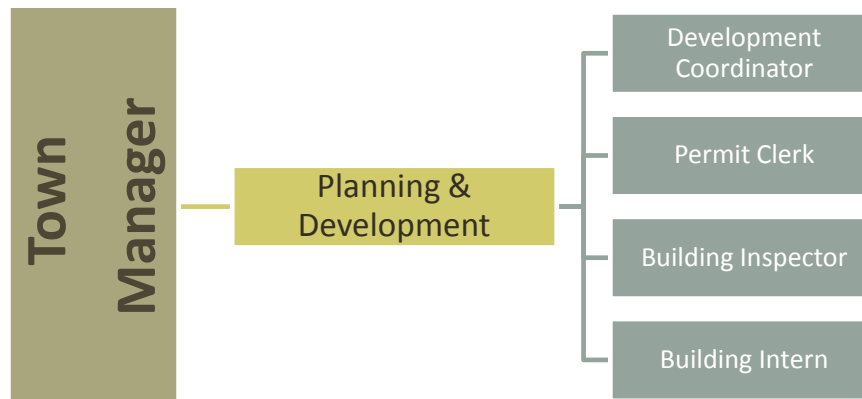 Town
Manager
Planning &
Development
Development
Coordinator
Permit Clerk
Building Inspector
Building Intern